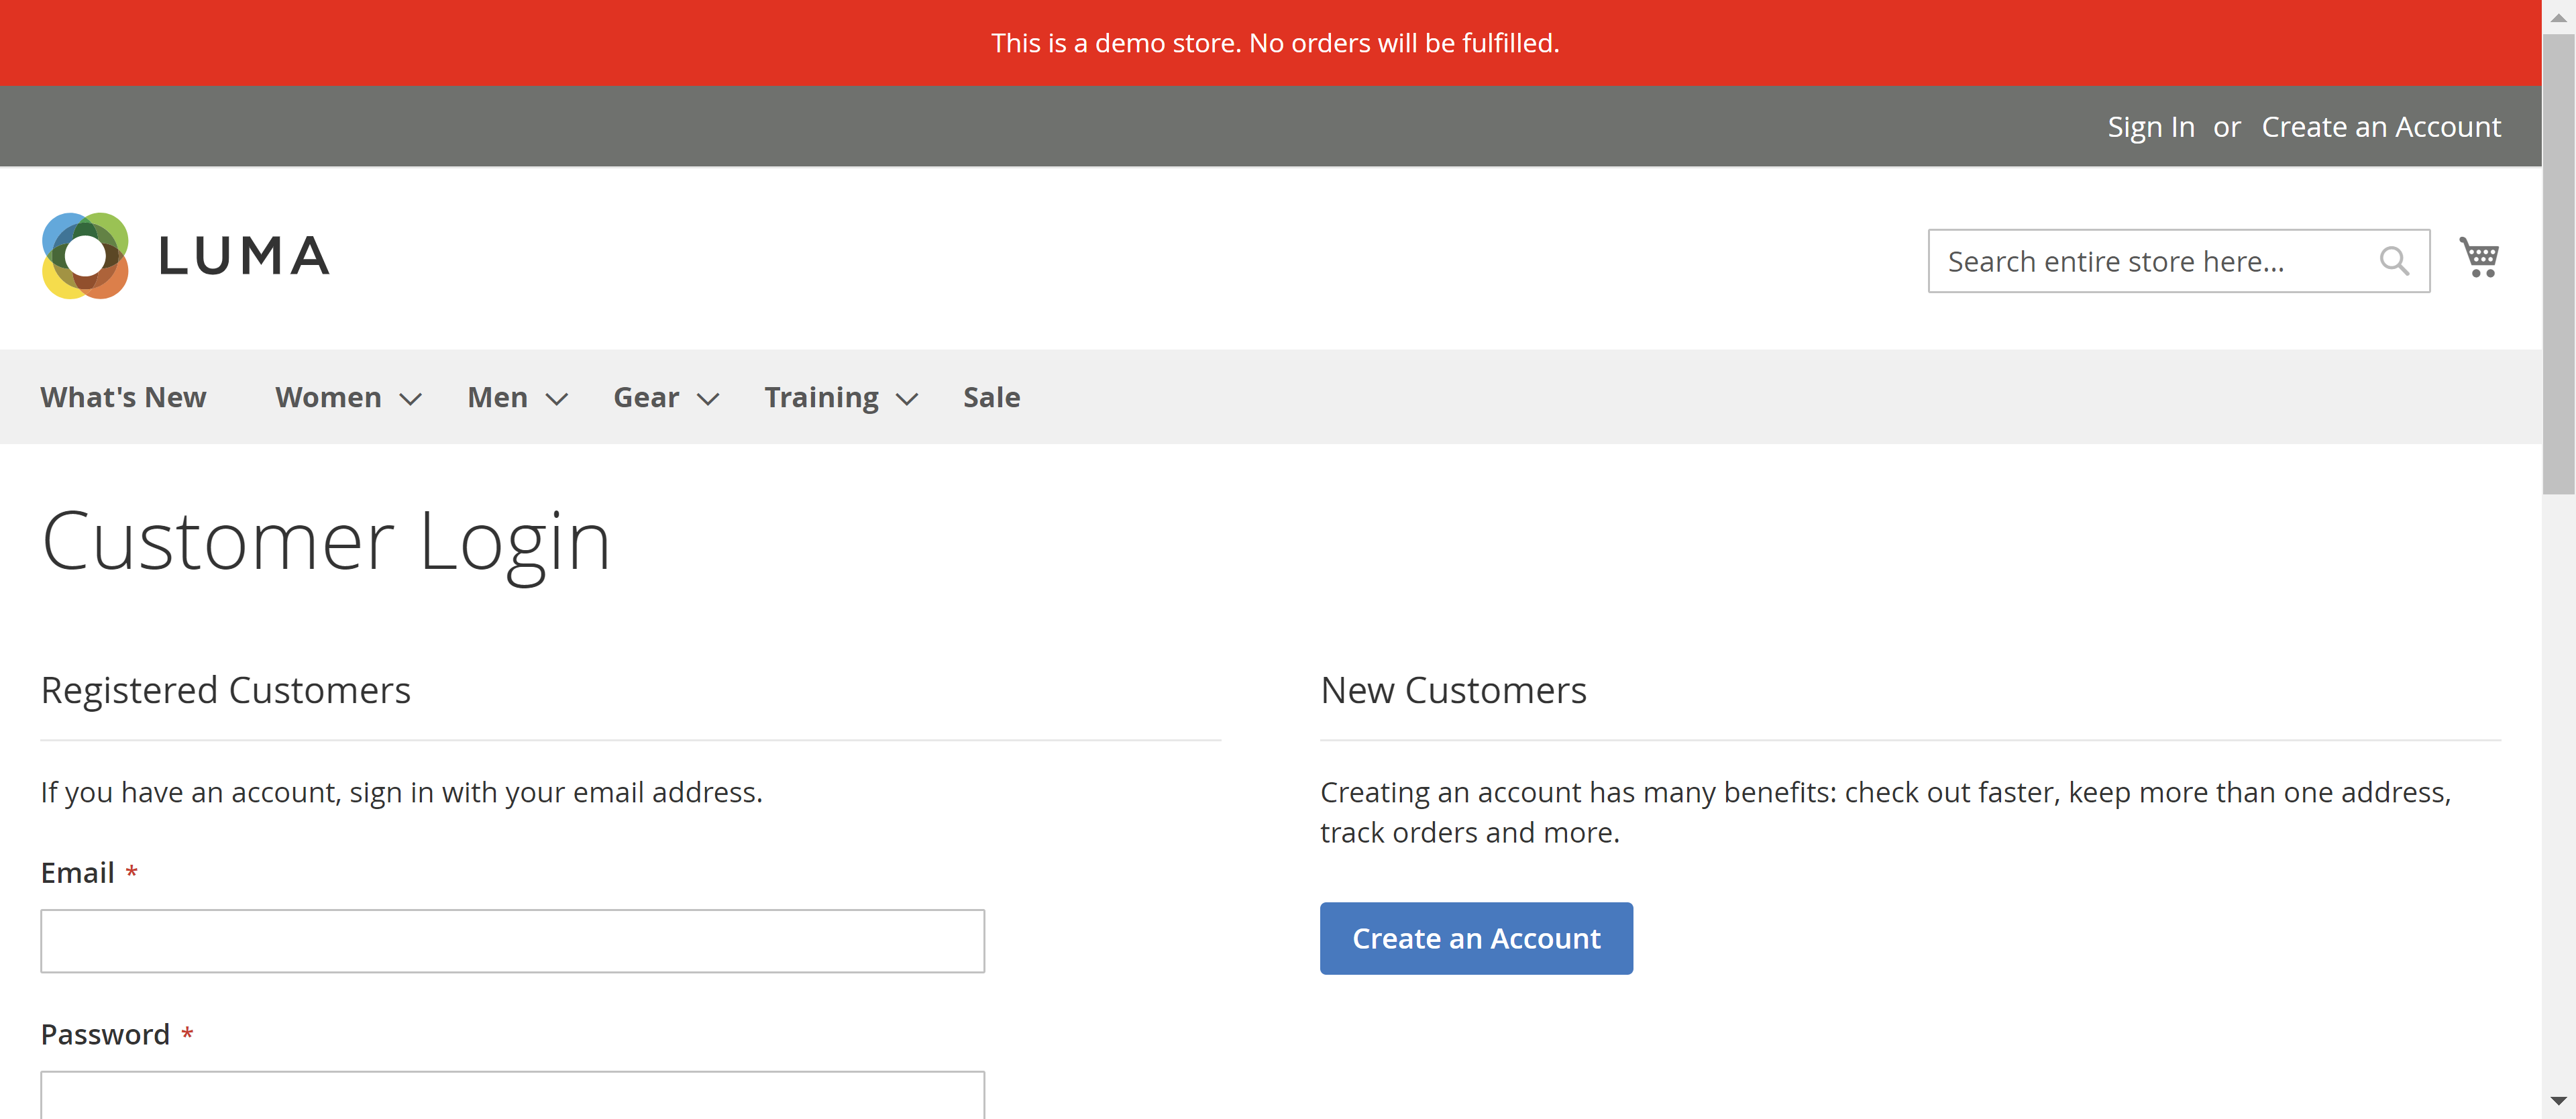 This is a demo store. No orders will be fulfilled.
Sign In or Create an Account
LUMA
Search entire store here...
What's New Women Men Gear Training Sale
Customer Login
Registered Customers
If you have an account, sign in with your email address.
Email *
Password *
New Customers
Creating an account has many benefits: check out faster, keep more than one address,
track orders and more.
Create an Account